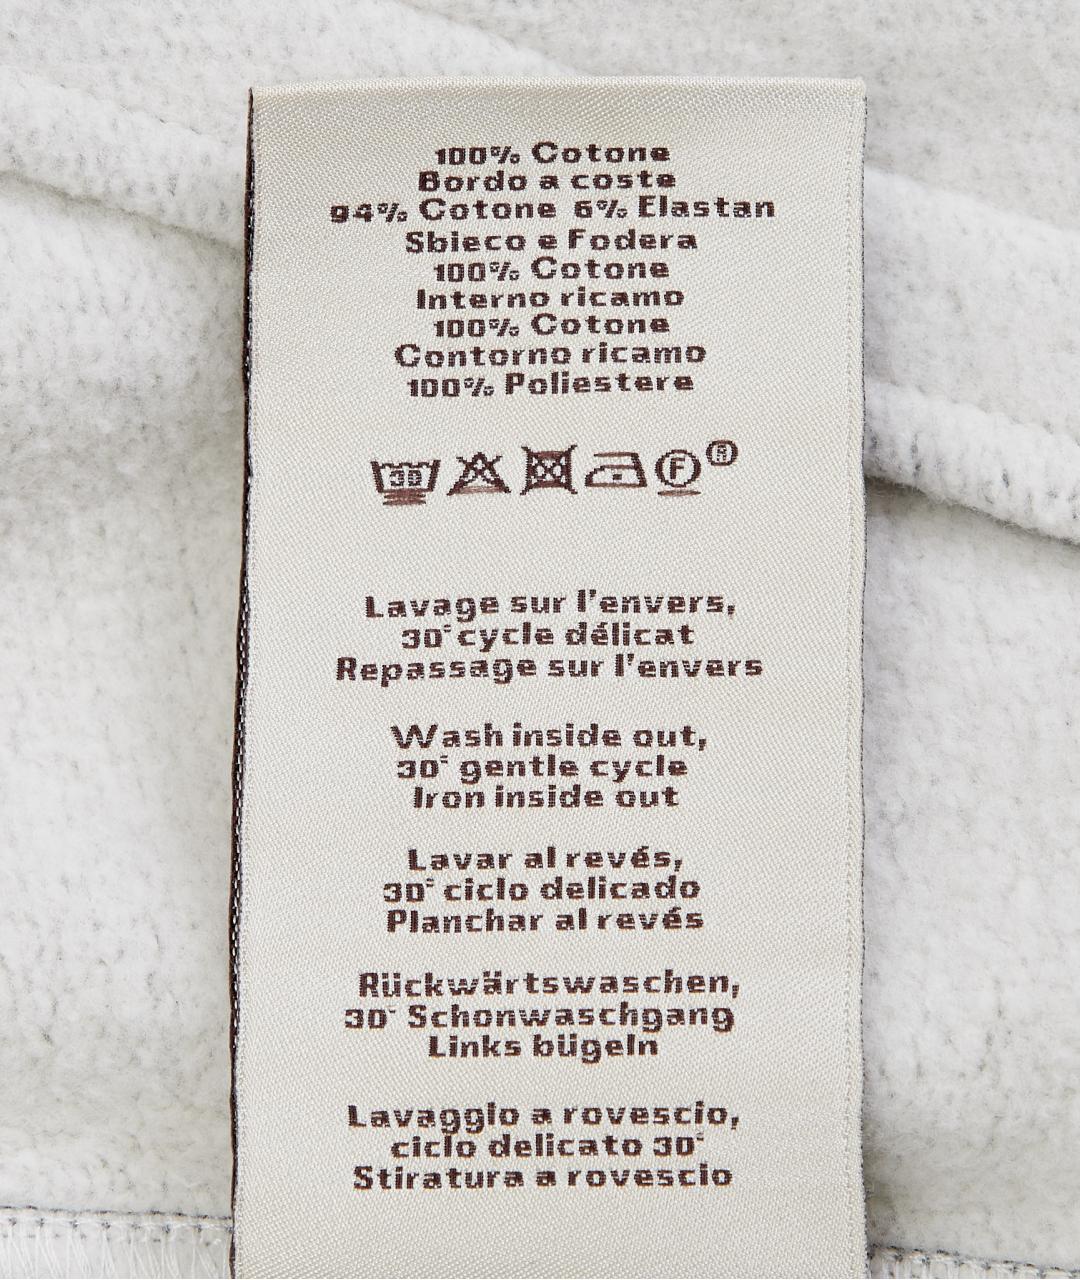 100% Cotone
Bordo a coste
94% Cotone 6% Elastan
Sbieco e Fodera
100% Cotone
Interno ricamo
100% Cotone
Contorno ricamo
100% Poliestere
30 F ®
Lavage sur l'envers,
30° cycle délicat
Repassage sur l'envers
Wash inside out,
30° gentle cycle
Iron inside out
Lavar al revés,
30° ciclo delicado
Planchar al revés
Rückwärtswaschen,
30° Schonwaschgang
Links bügeln
Lavaggio a rovescio,
ciclo delicato 30°
Stiratura a rovescio